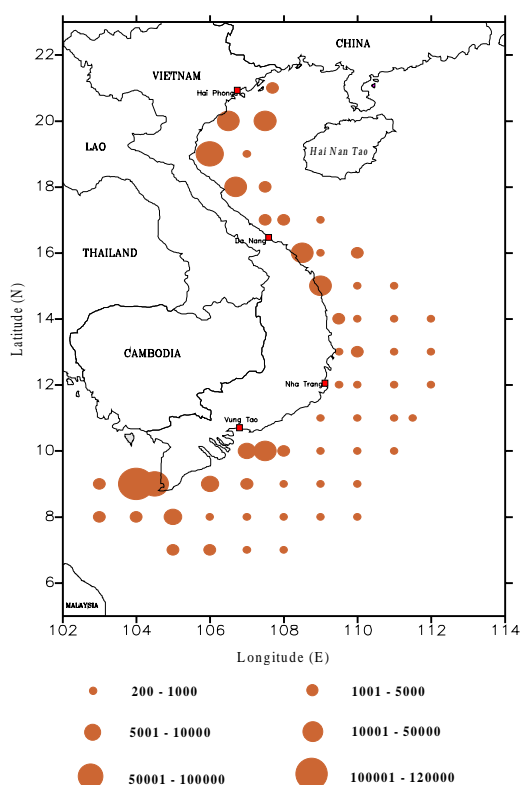 22
20
18
16
14
12
10
8
6
Latitude (N)
CHINA
VIETNAM
Hai Phong
LAO
Hai Nan Tao
Da Nang
THAILAND
CAMBODIA
Nha Trang
Vung Tao
MALAYSIA
102 104 106 108 110 112 114
Longitude (E)
200 - 1000
1001 - 5000
5001 - 10000
10001 - 50000
50001 - 100000
100001 - 120000